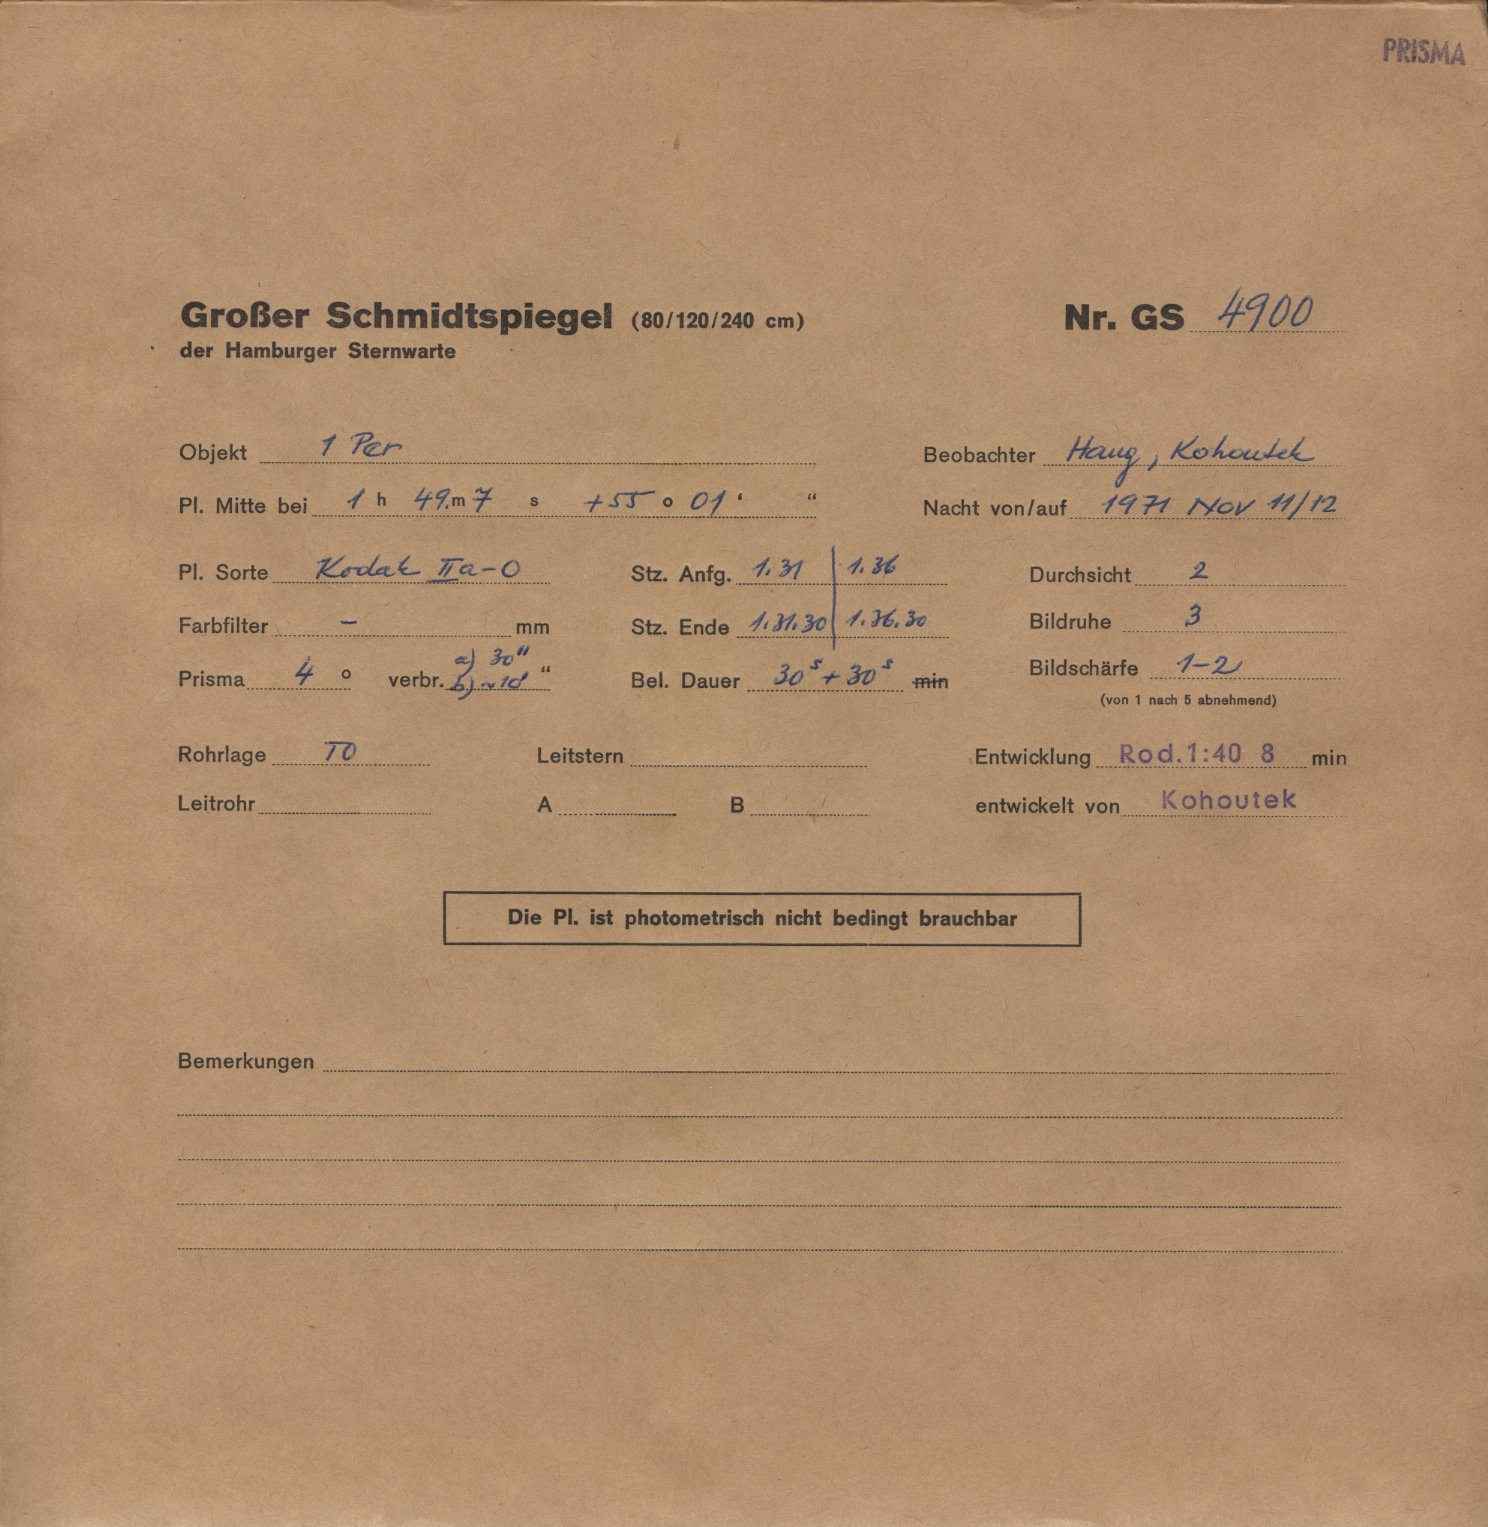 PRISMA
Großer Schmidtspiegel (80/120/240 cm) Nr. GS 4900
der Hamburger Sternwarte
Objekt 1 Per Beobachter Haug, Kohoutek
Pl. Mitte bei 1 h 49.m 7 s +55 o 01 ' " Nacht von/auf 1971 Nov 11/12
Pl. Sorte Kodak IIa-O Stz. Anfg. 1.31 | 1.36 Durchsicht 2
Farbfilter – mm Stz. Ende 1.31.30 | 1.36.30 Bildruhe 3
a) 30"
Prisma 4 o verbr. b) ~10' " Bel. Dauer 30s + 30s min Bildschärfe 1-2
(von 1 nach 5 abnehmend)
Rohrlage TO Leitstern Entwicklung Rod.1:40 8 min
Leitrohr A B entwickelt von Kohoutek
Die Pl. ist photometrisch nicht bedingt brauchbar
Bemerkungen